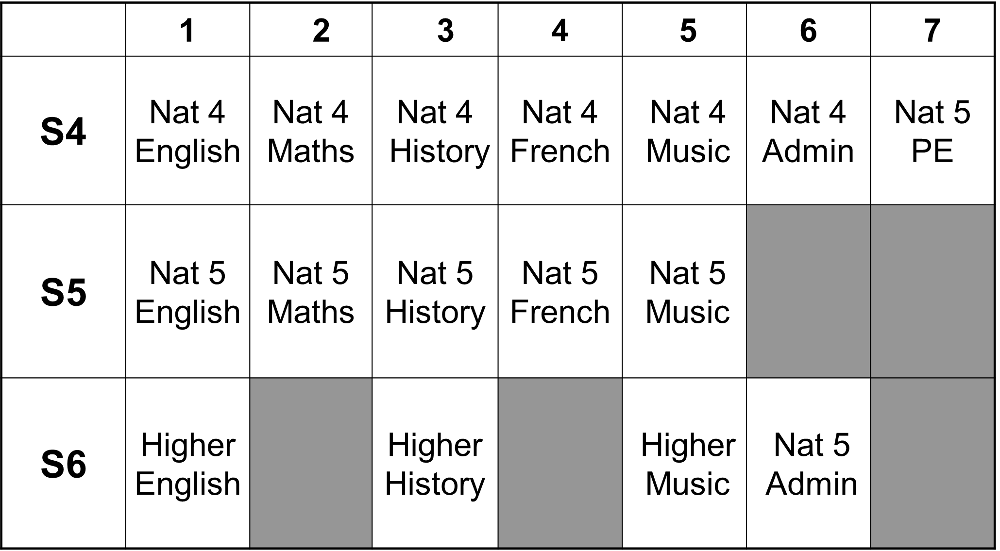 1 2 3 4 5 6 7
S4
Nat 4 Nat 4 Nat 4 Nat 4 Nat 4 Nat 4 Nat 5
English Maths History French Music Admin PE
S5
Nat 5 Nat 5 Nat 5 Nat 5 Nat 5
English Maths History French Music
S6
Higher Higher Higher Nat 5
English History Music Admin